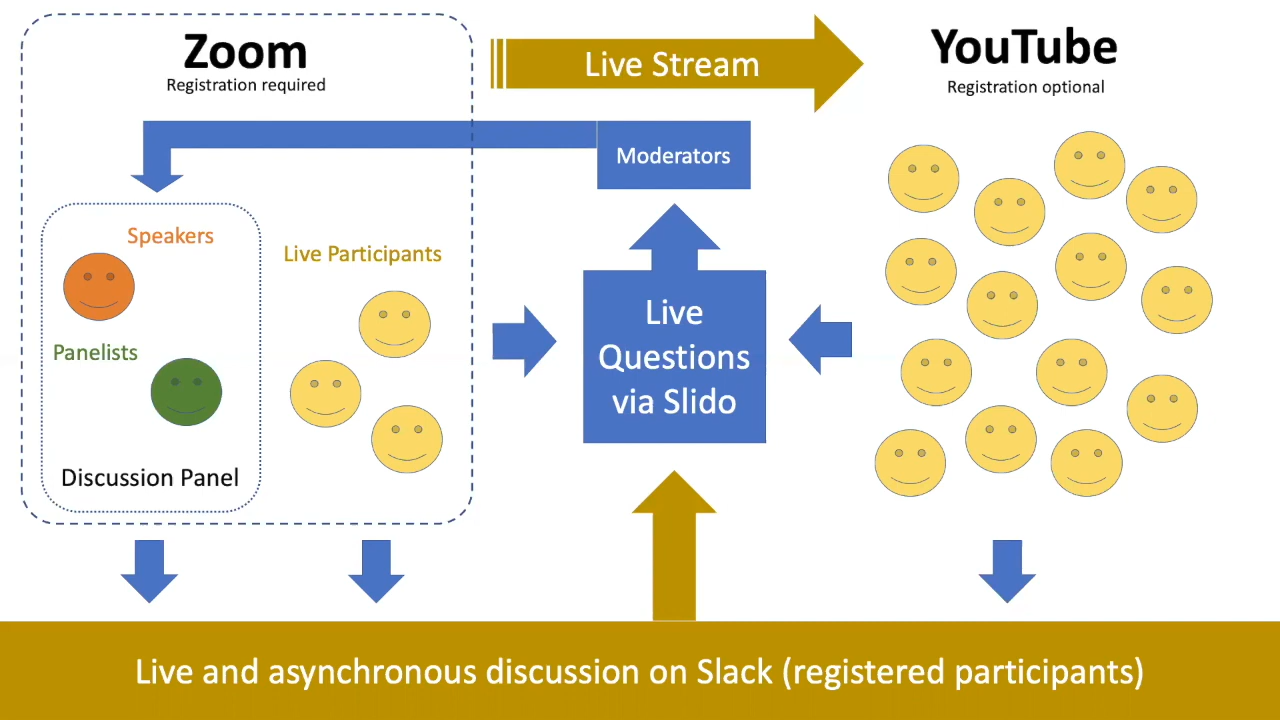 Zoom
Registration required
Live Stream
YouTube
Registration optional
Moderators
Speakers
Live Participants
Panelists
Discussion Panel
Live
Questions
via Slido
Live and asynchronous discussion on Slack (registered participants)